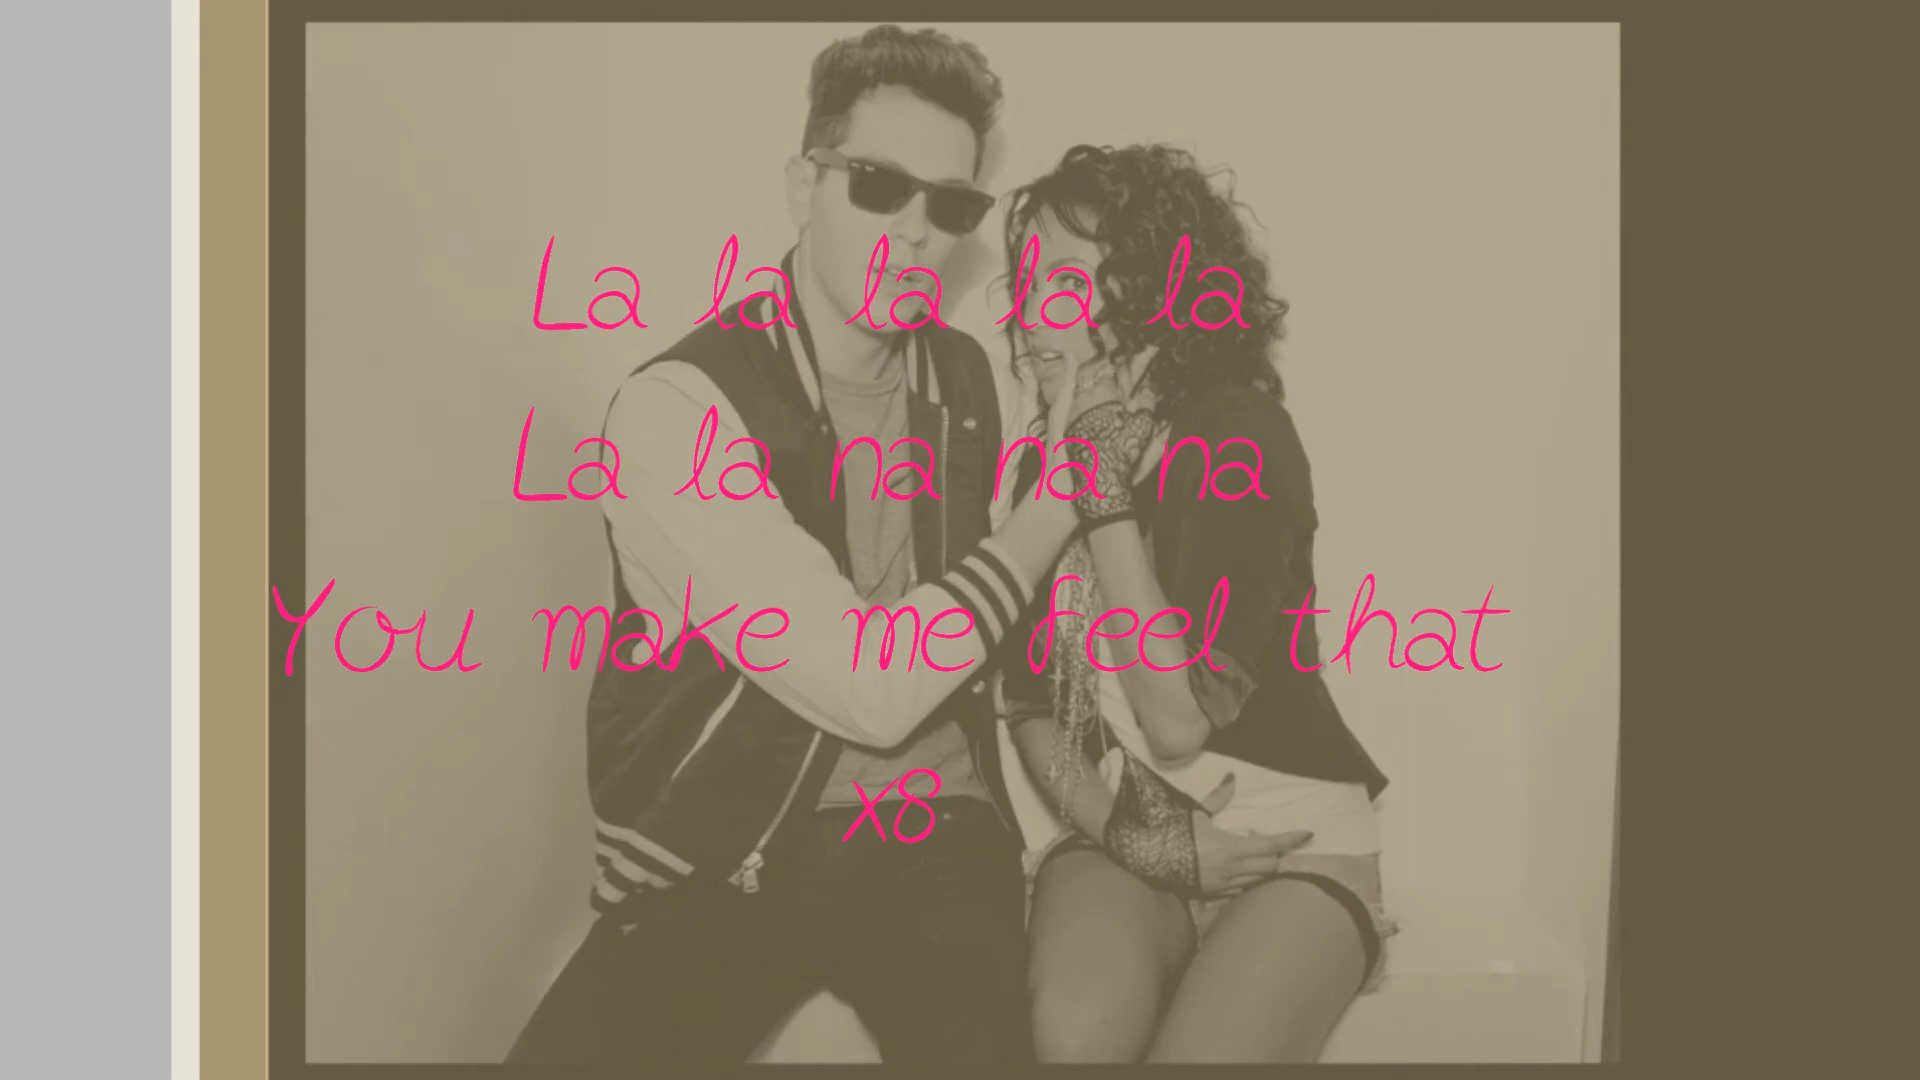 La la la la la
La la na na na
You make me feel that
x8